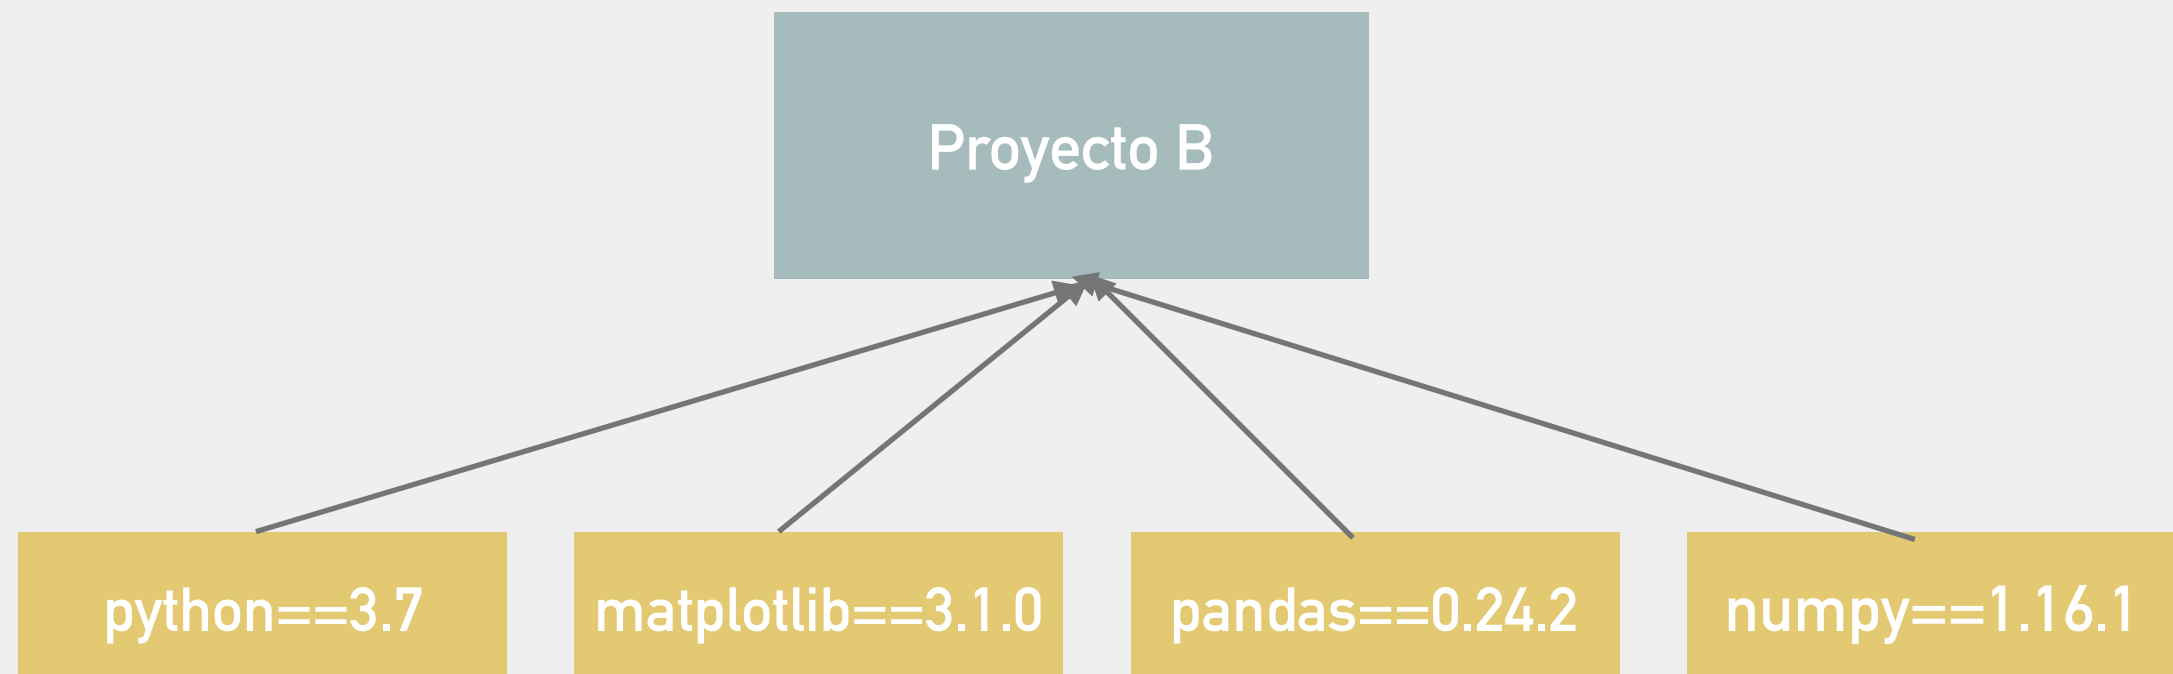 Proyecto B
python==3.7
matplotlib==3.1.0
pandas==0.24.2
numpy==1.16.1